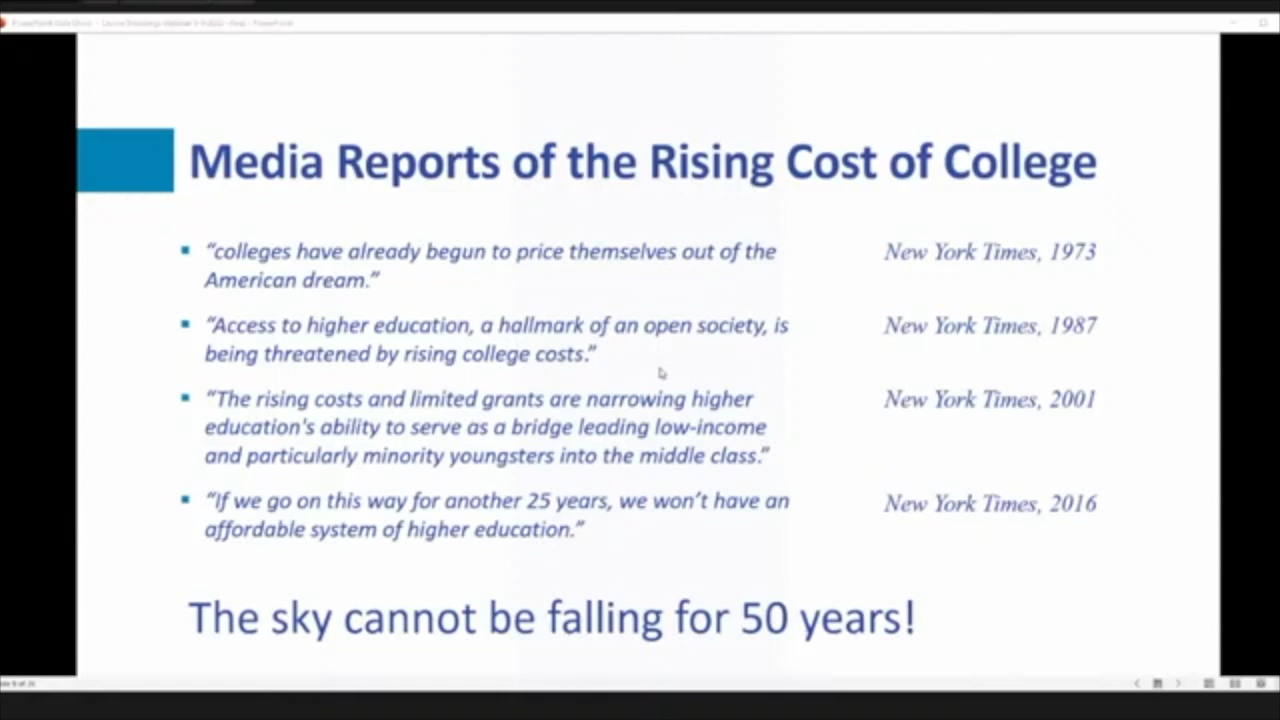 Media Reports of the Rising Cost of College
“colleges have already begun to price themselves out of the
American dream.”
New York Times, 1973
“Access to higher education, a hallmark of an open society, is
being threatened by rising college costs.”
New York Times, 1987
“The rising costs and limited grants are narrowing higher
education's ability to serve as a bridge leading low-income
and particularly minority youngsters into the middle class.”
New York Times, 2001
“If we go on this way for another 25 years, we won’t have an
affordable system of higher education.”
New York Times, 2016
The sky cannot be falling for 50 years!